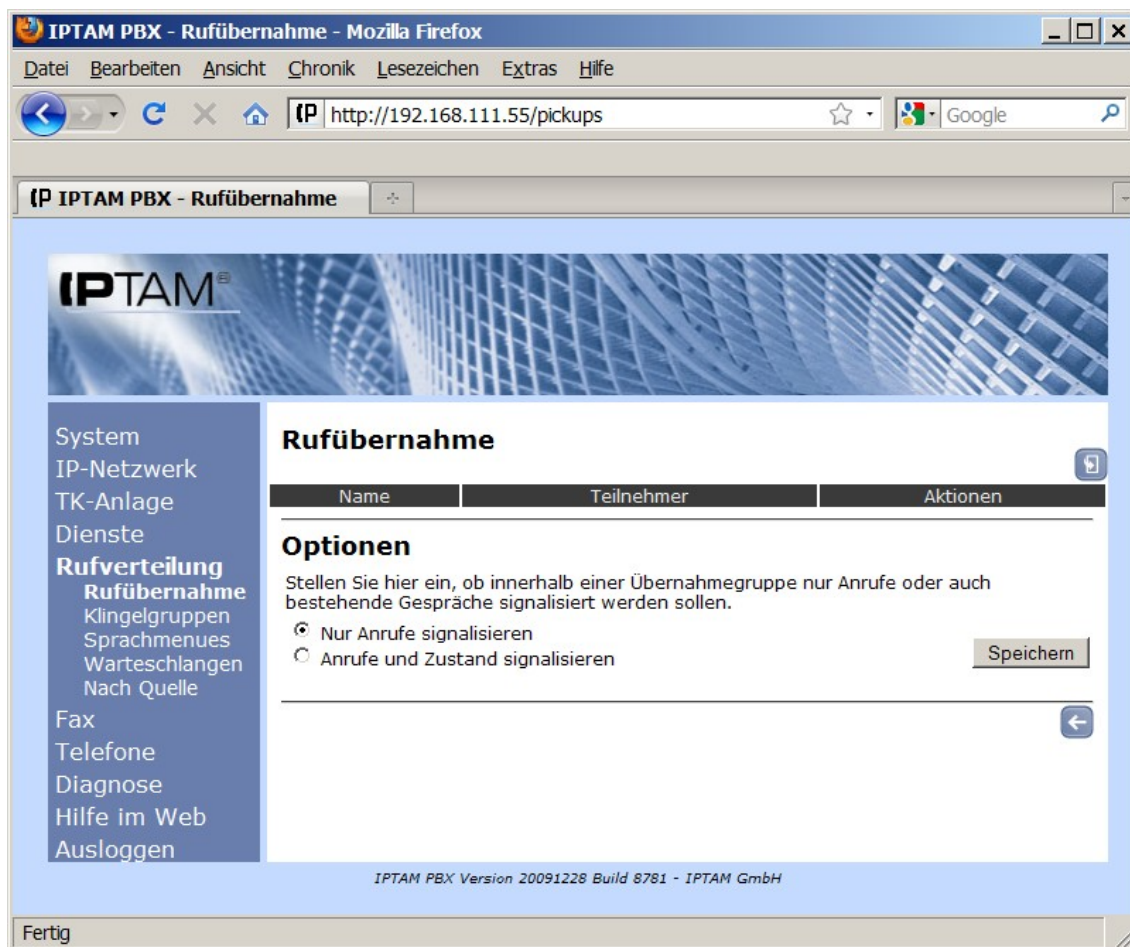 IPTAM PBX - Rufübernahme - Mozilla Firefox
Datei Bearbeiten Ansicht Chronik Lesezeichen Extras Hilfe
(P http://192.168.111.55/pickups Google
(P IPTAM PBX - Rufübernahme
IPTAM®
System
IP-Netzwerk
TK-Anlage
Dienste
Rufverteilung
Rufübernahme
Klingelgruppen
Sprachmenues
Warteschlangen
Nach Quelle
Fax
Telefone
Diagnose
Hilfe im Web
Ausloggen
Rufübernahme
Name Teilnehmer Aktionen
Optionen
Stellen Sie hier ein, ob innerhalb einer Übernahmegruppe nur Anrufe oder auch
bestehende Gespräche signalisiert werden sollen.
Nur Anrufe signalisieren
Anrufe und Zustand signalisieren
Speichern
IPTAM PBX Version 20091228 Build 8781 - IPTAM GmbH
Fertig